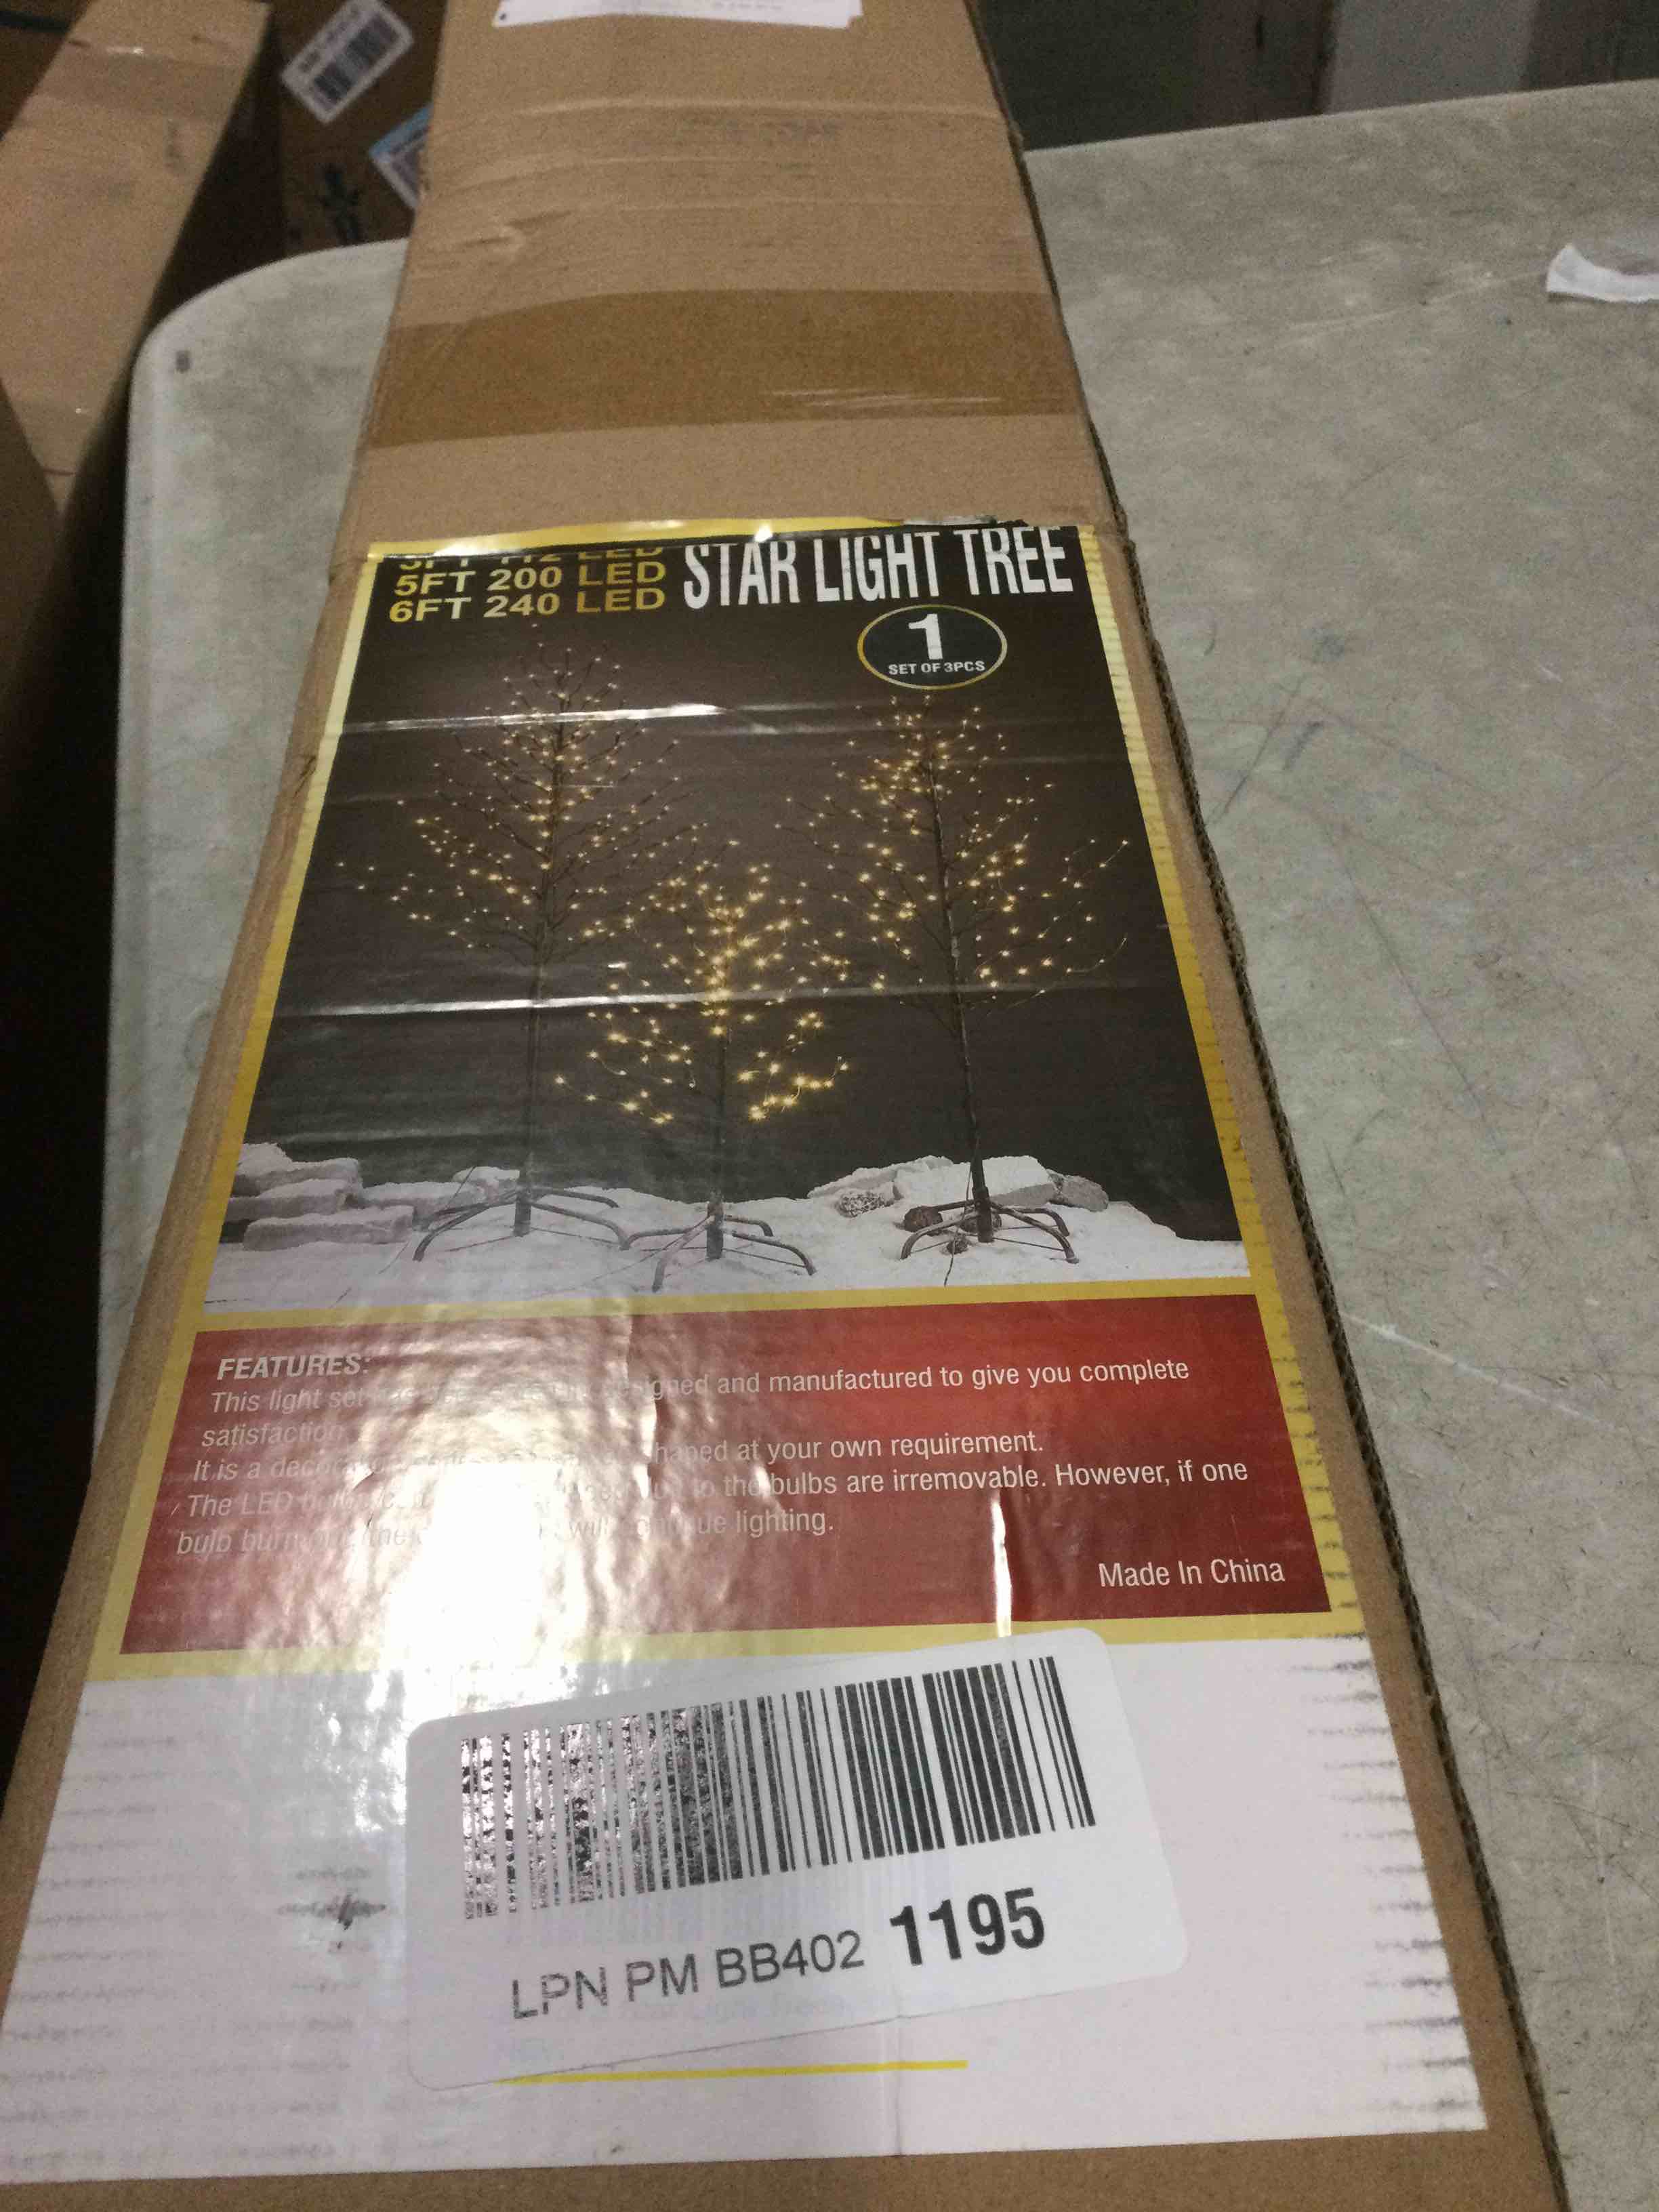 5FT 200 LED
6FT 240 LED
STAR LIGHT TREE
1
SET OF 3PCS
FEATURES:
This light set and manufactured to give you complete
satisfaction
It is a at your own requirement.
The LED to the bulbs are irremovable. However, if one
bulb burn lighting.
Made In China
LPN PM BB402 1195